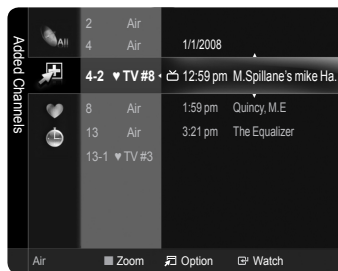 Added Channels
All
2 Air
4 Air 1/1/2008
4-2 ♥ TV #8 12:59 pm M.Spillane's mike Ha.
8 Air 1:59 pm Quincy, M.E
13 Air 3:21 pm The Equalizer
13-1 ♥ TV #3
Air Zoom Option Watch